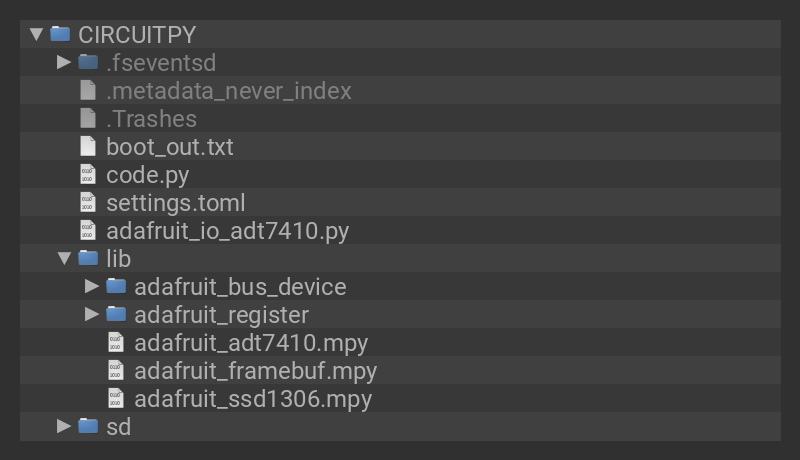 CIRCUITPY
.fseventsd
.metadata_never_index
.Trashes
boot_out.txt
code.py
settings.toml
adafruit_io_adt7410.py
lib
adafruit_bus_device
adafruit_register
adafruit_adt7410.mpy
adafruit_framebuf.mpy
adafruit_ssd1306.mpy
sd